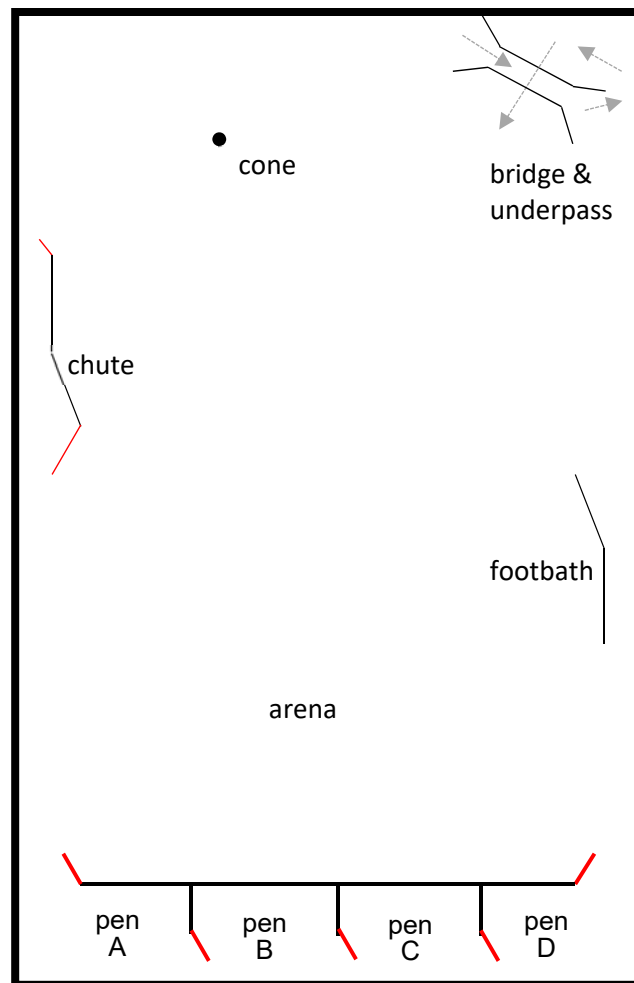 cone
bridge &
underpass
chute
footbath
arena
pen
A
pen
B
pen
C
pen
D